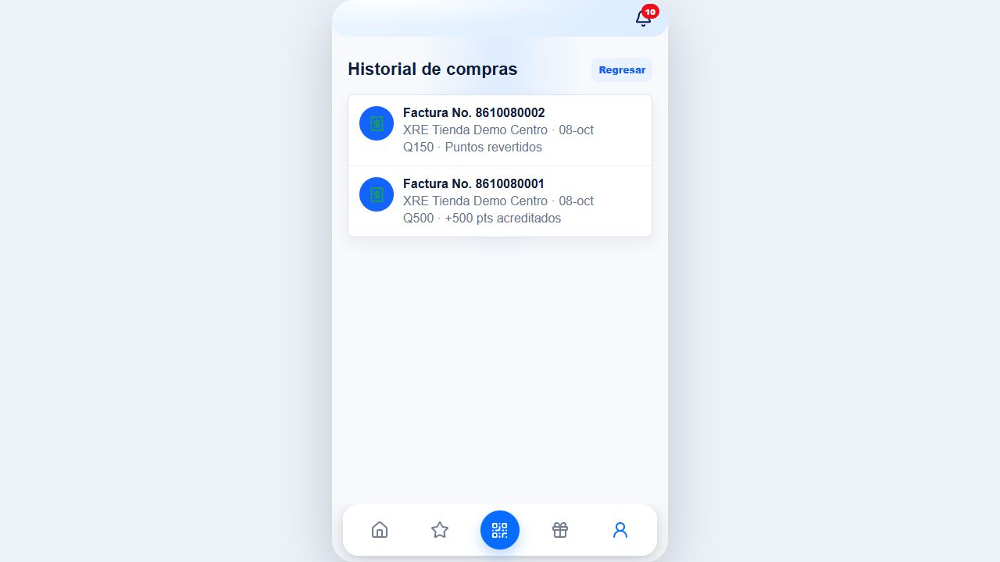 10
Historial de compras
Regresar
Factura No. 8610080002
XRE Tienda Demo Centro · 08-oct
Q150 · Puntos revertidos
Factura No. 8610080001
XRE Tienda Demo Centro · 08-oct
Q500 · +500 pts acreditados